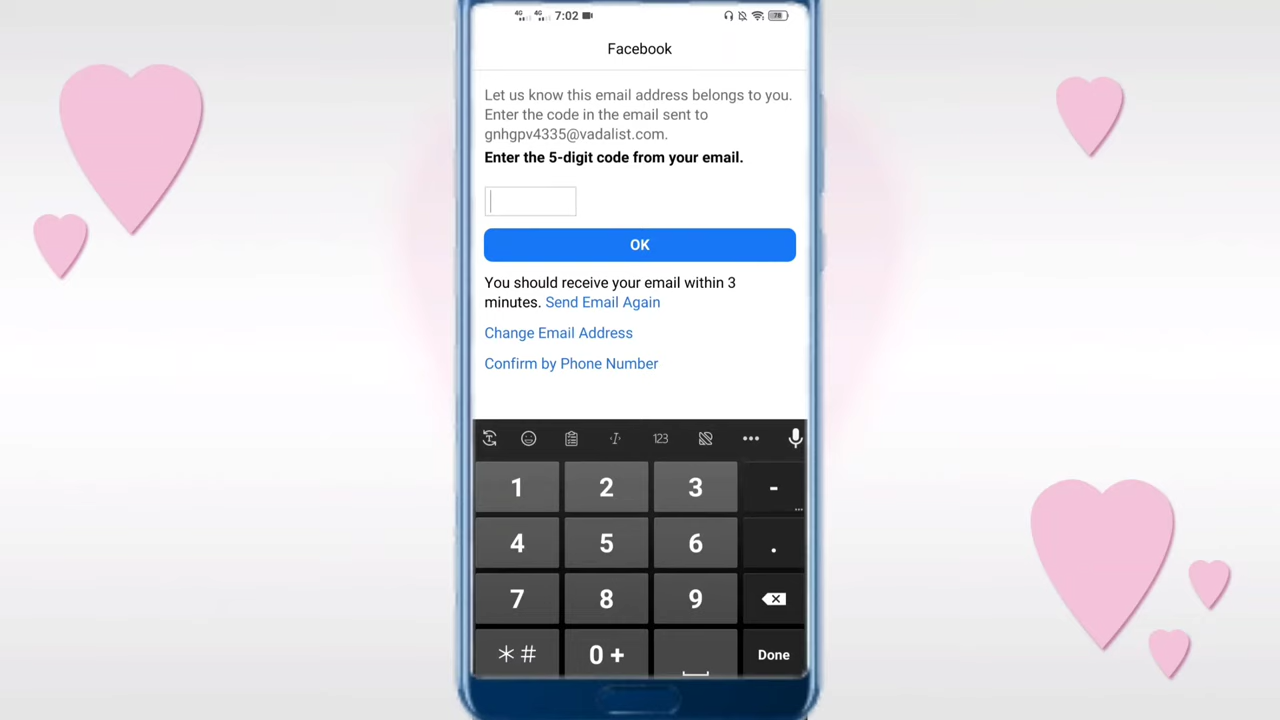 4G 4G 7:02 78
Facebook
Let us know this email address belongs to you.
Enter the code in the email sent to
gnhgpv4335@vadalist.com.
Enter the 5-digit code from your email.
OK
You should receive your email within 3
minutes. Send Email Again
Change Email Address
Confirm by Phone Number
123
1 2 3 -
...
4 5 6 .
7 8 9
*# 0 + Done